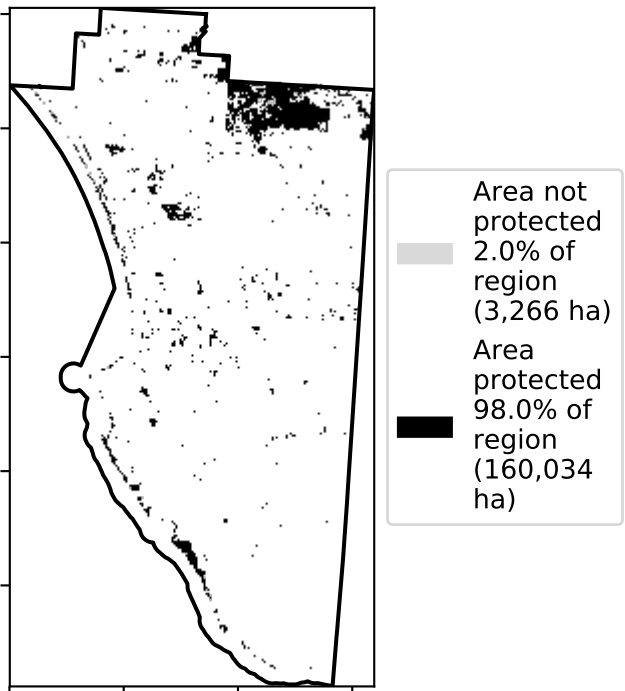 Area not
protected
2.0% of
region
(3,266 ha)
Area
protected
98.0% of
region
(160,034
ha)